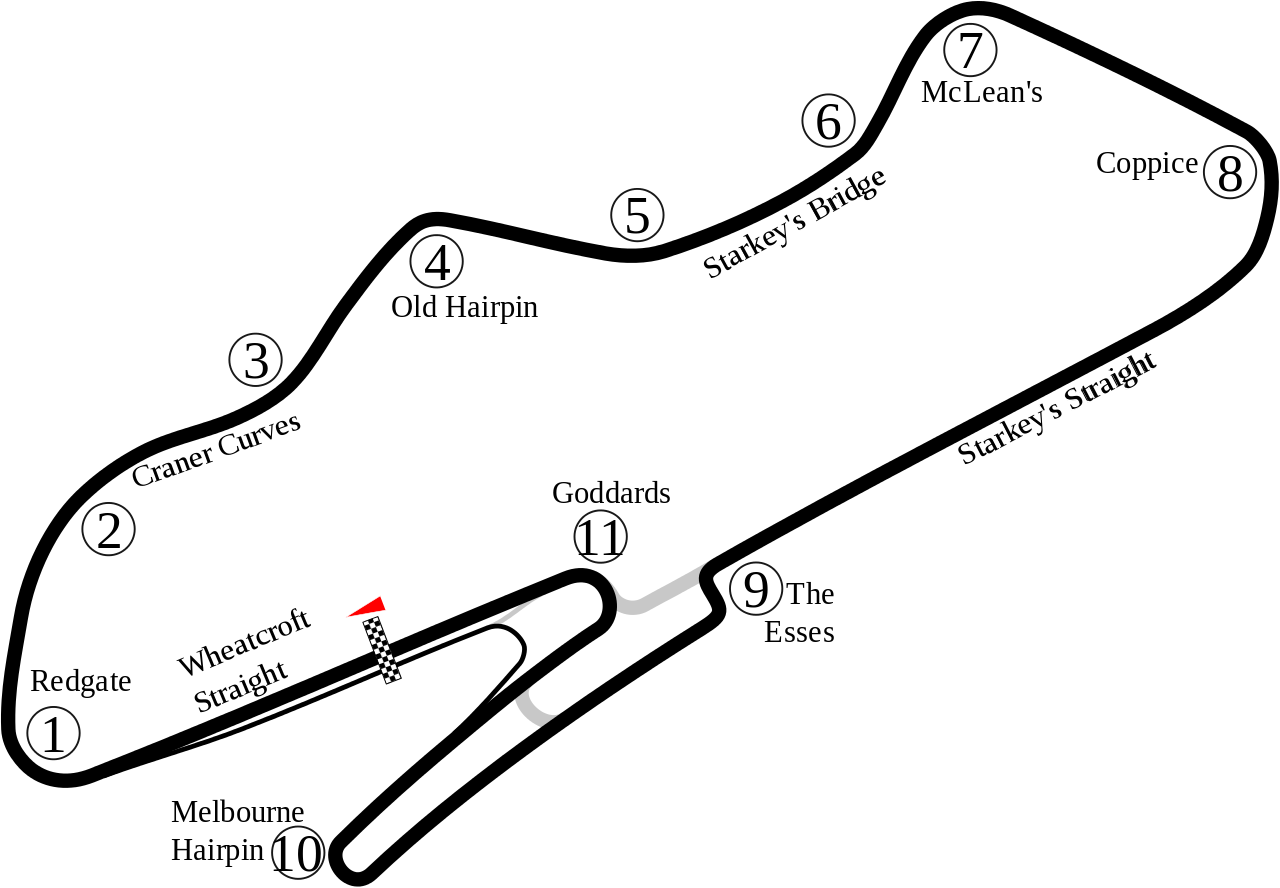 7
McLean's
6
Coppice
8
5
Starkey's Bridge
4
Old Hairpin
3
Craner Curves
Starkey's Straight
2
Goddards
11
9
The
Esses
Wheatcroft
Straight
Redgate
1
Melbourne
Hairpin
10